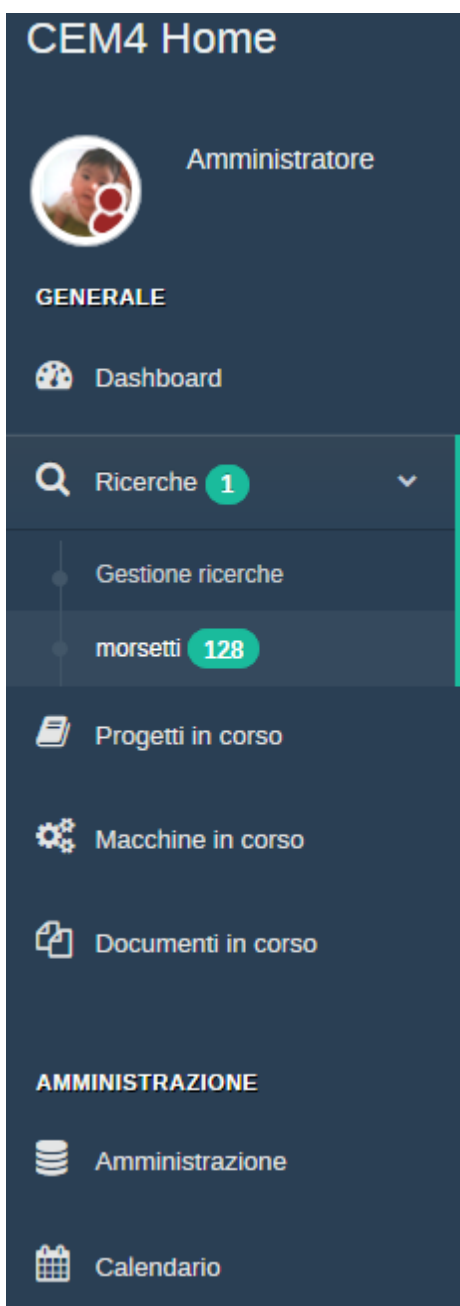 CEM4 Home
Amministratore
GENERALE
Dashboard
Ricerche 1
Gestione ricerche
morsetti 128
Progetti in corso
Macchine in corso
Documenti in corso
AMMINISTRAZIONE
Amministrazione
Calendario